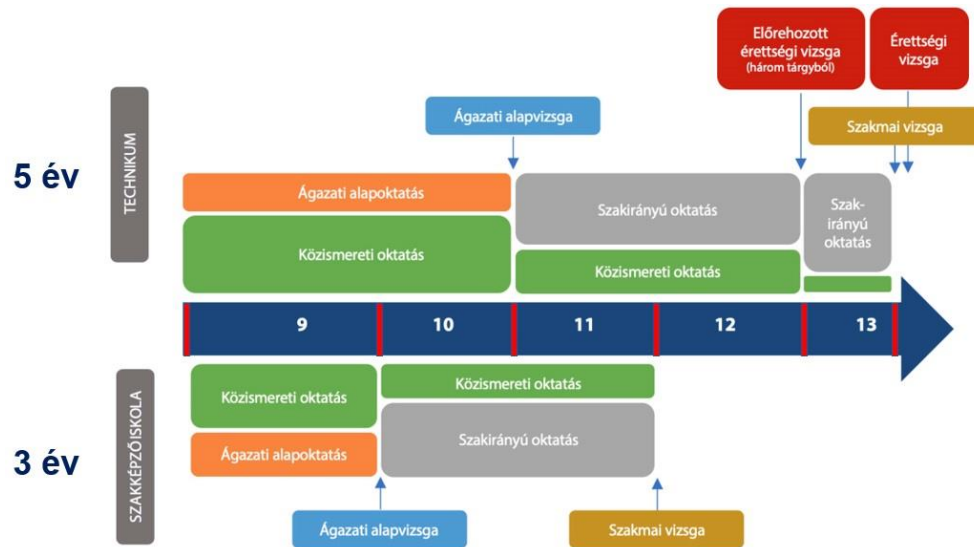 Előrehozott
érettségi vizsga
(három tárgyból)
Érettségi
vizsga
Ágazati alapvizsga
Szakmai vizsga
5 év
TECHNIKUM
Ágazati alapoktatás
Közismereti oktatás
Szakirányú oktatás
Közismereti oktatás
Szak-
irányú
oktatás
9 10 11 12 13
3 év
SZAKKÉPZŐISKOLA
Közismereti oktatás
Ágazati alapoktatás
Közismereti oktatás
Szakirányú oktatás
Ágazati alapvizsga
Szakmai vizsga